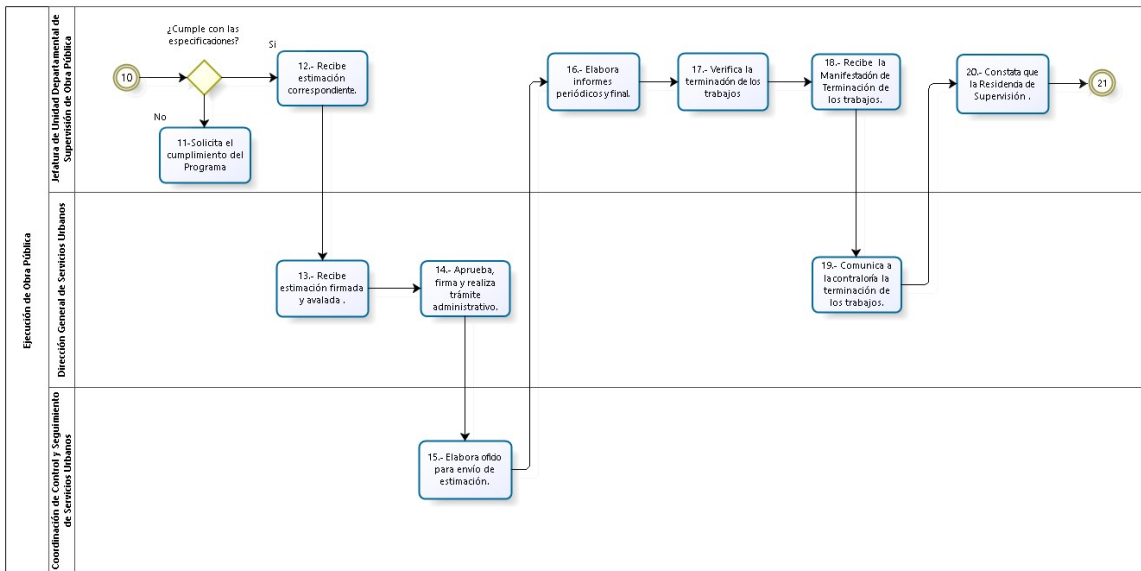 Ejecución de Obra Pública
Jefatura de Unidad Departamental de
Supervisión de Obra Pública
¿Cumple con las
especificaciones?
10
Si
No
11-Solicita el
cumplimiento del
Programa
12.- Recibe
estimación
correspondiente.
16.- Elabora
informes
periódicos y final.
17.- Verifica la
terminación de los
trabajos
18.- Recibe la
Manifestación de
Terminación de
los trabajos.
20.- Constata que
la Residenda de
Supervisión .
21
Dirección General de Servicios Urbanos
13.- Recibe
estimación firmada
y avalada .
14.- Aprueba,
firma y realiza
trámite
administrativo.
19.- Comunica a
la contraloría la
terminación de
los trabajos.
Coordinación de Control y Seguimiento
de Servicios Urbanos
15.- Elabora oficio
para envío de
estimación.